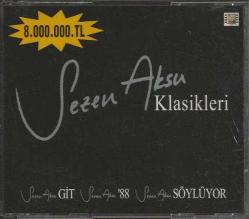 8.000.000.TL
Sezen Aksu
Klasikleri
Sezen Aksu GİT Sezen Aksu '88 Sezen Aksu SÖYLÜYOR